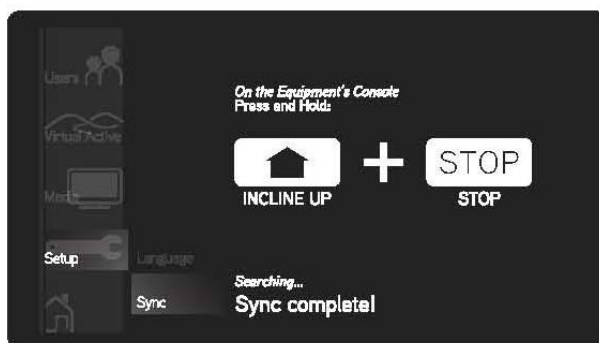 Users
Virtual Active
Media
Setup
Language
Sync
On the Equipment's Console
Press and Hold:
INCLINE UP
+
STOP
STOP
Searching...
Sync complete!